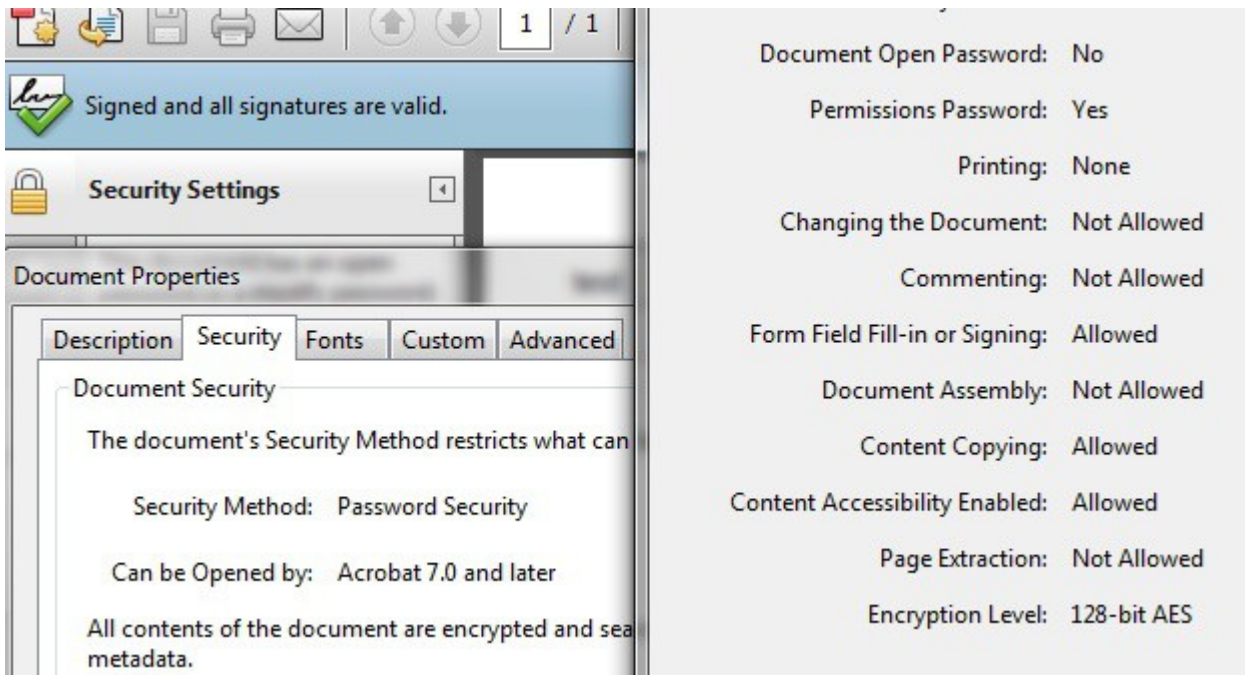 1 / 1
Signed and all signatures are valid.
Security Settings
Document Properties
Description Security Fonts Custom Advanced
Document Security
The document's Security Method restricts what can
Security Method: Password Security
Can be Opened by: Acrobat 7.0 and later
All contents of the document are encrypted and sea
metadata.
Document Open Password: No
Permissions Password: Yes
Printing: None
Changing the Document: Not Allowed
Commenting: Not Allowed
Form Field Fill-in or Signing: Allowed
Document Assembly: Not Allowed
Content Copying: Allowed
Content Accessibility Enabled: Allowed
Page Extraction: Not Allowed
Encryption Level: 128-bit AES